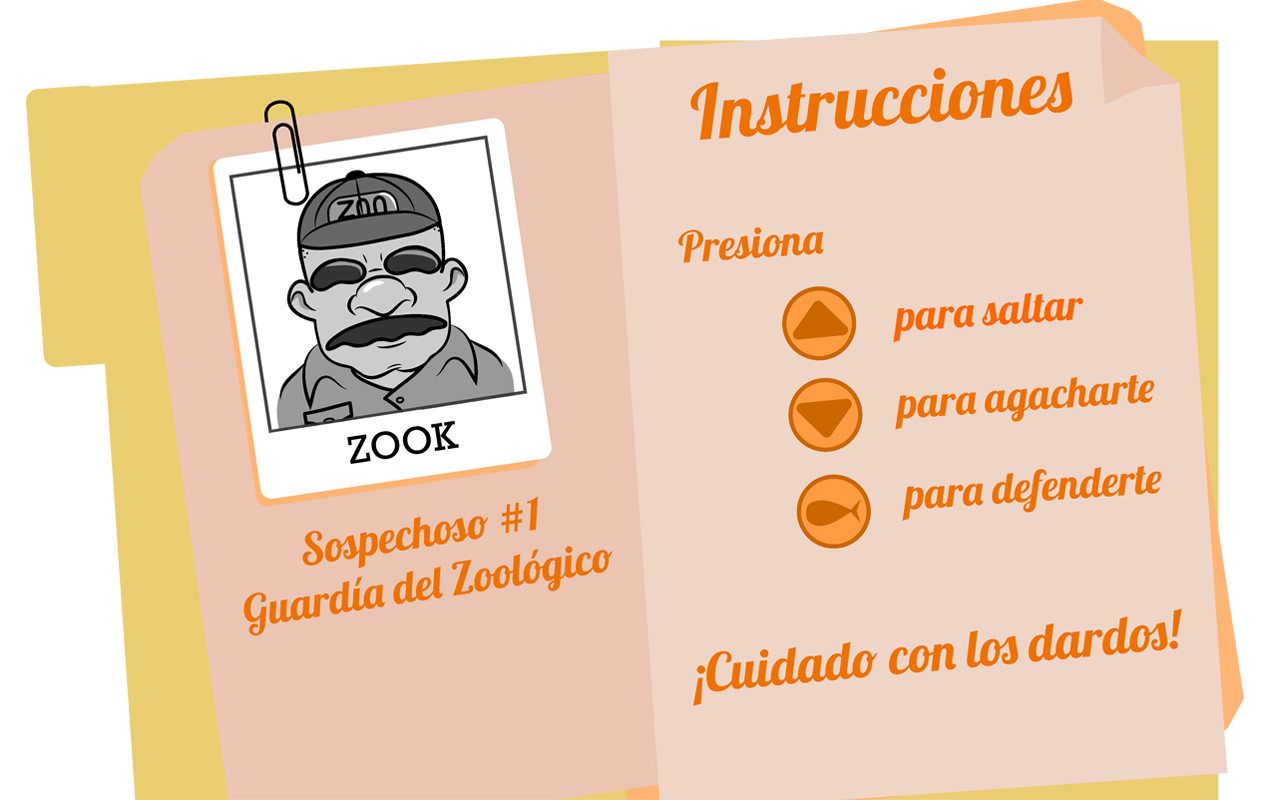 ZOO
ZOOK
Sospechoso #1
Guardía del Zoológico
Instrucciones
Presiona
para saltar
para agacharte
para defenderte
¡Cuidado con los dardos!